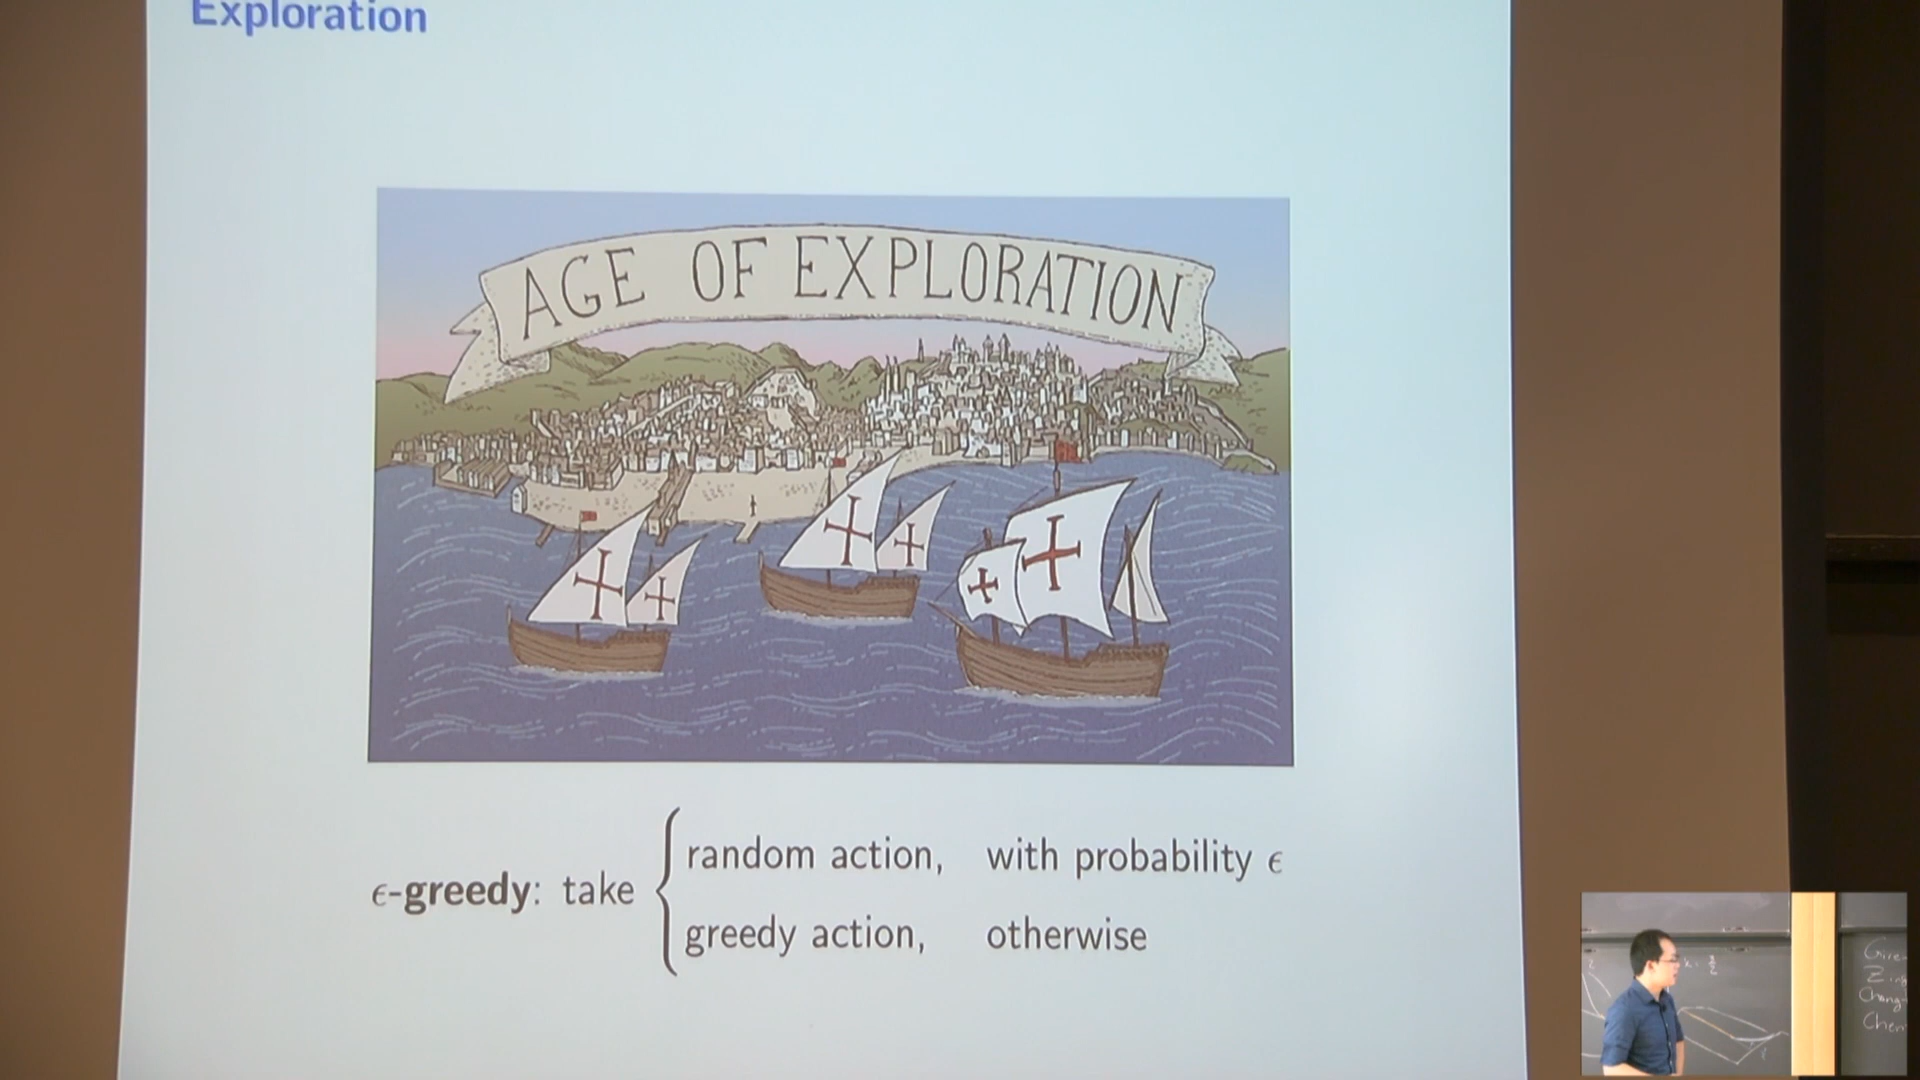 Exploration
AGE OF EXPLORATION
ϵ-greedy: take { random action, with probability ϵ
greedy action, otherwise